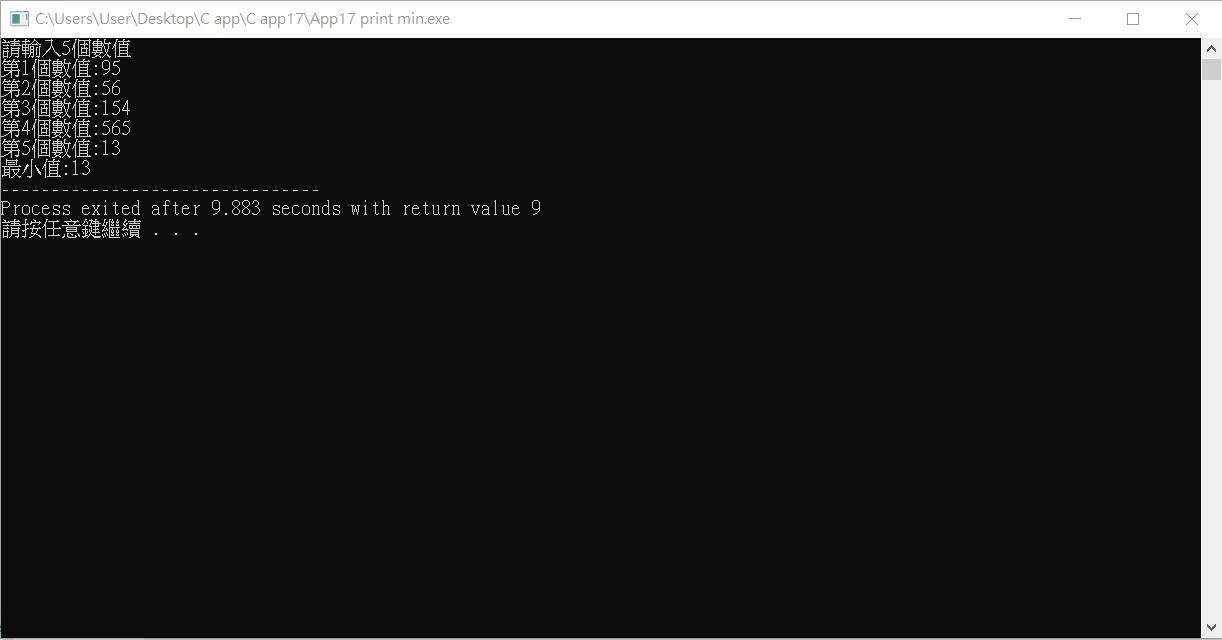 C:\Users\User\Desktop\C app\C app17\App17 print min.exe
請輸入5個數值
第1個數值:95
第2個數值:56
第3個數值:154
第4個數值:565
第5個數值:13
最小值:13
--------------------------------
Process exited after 9.883 seconds with return value 9
請按任意鍵繼續 . . .